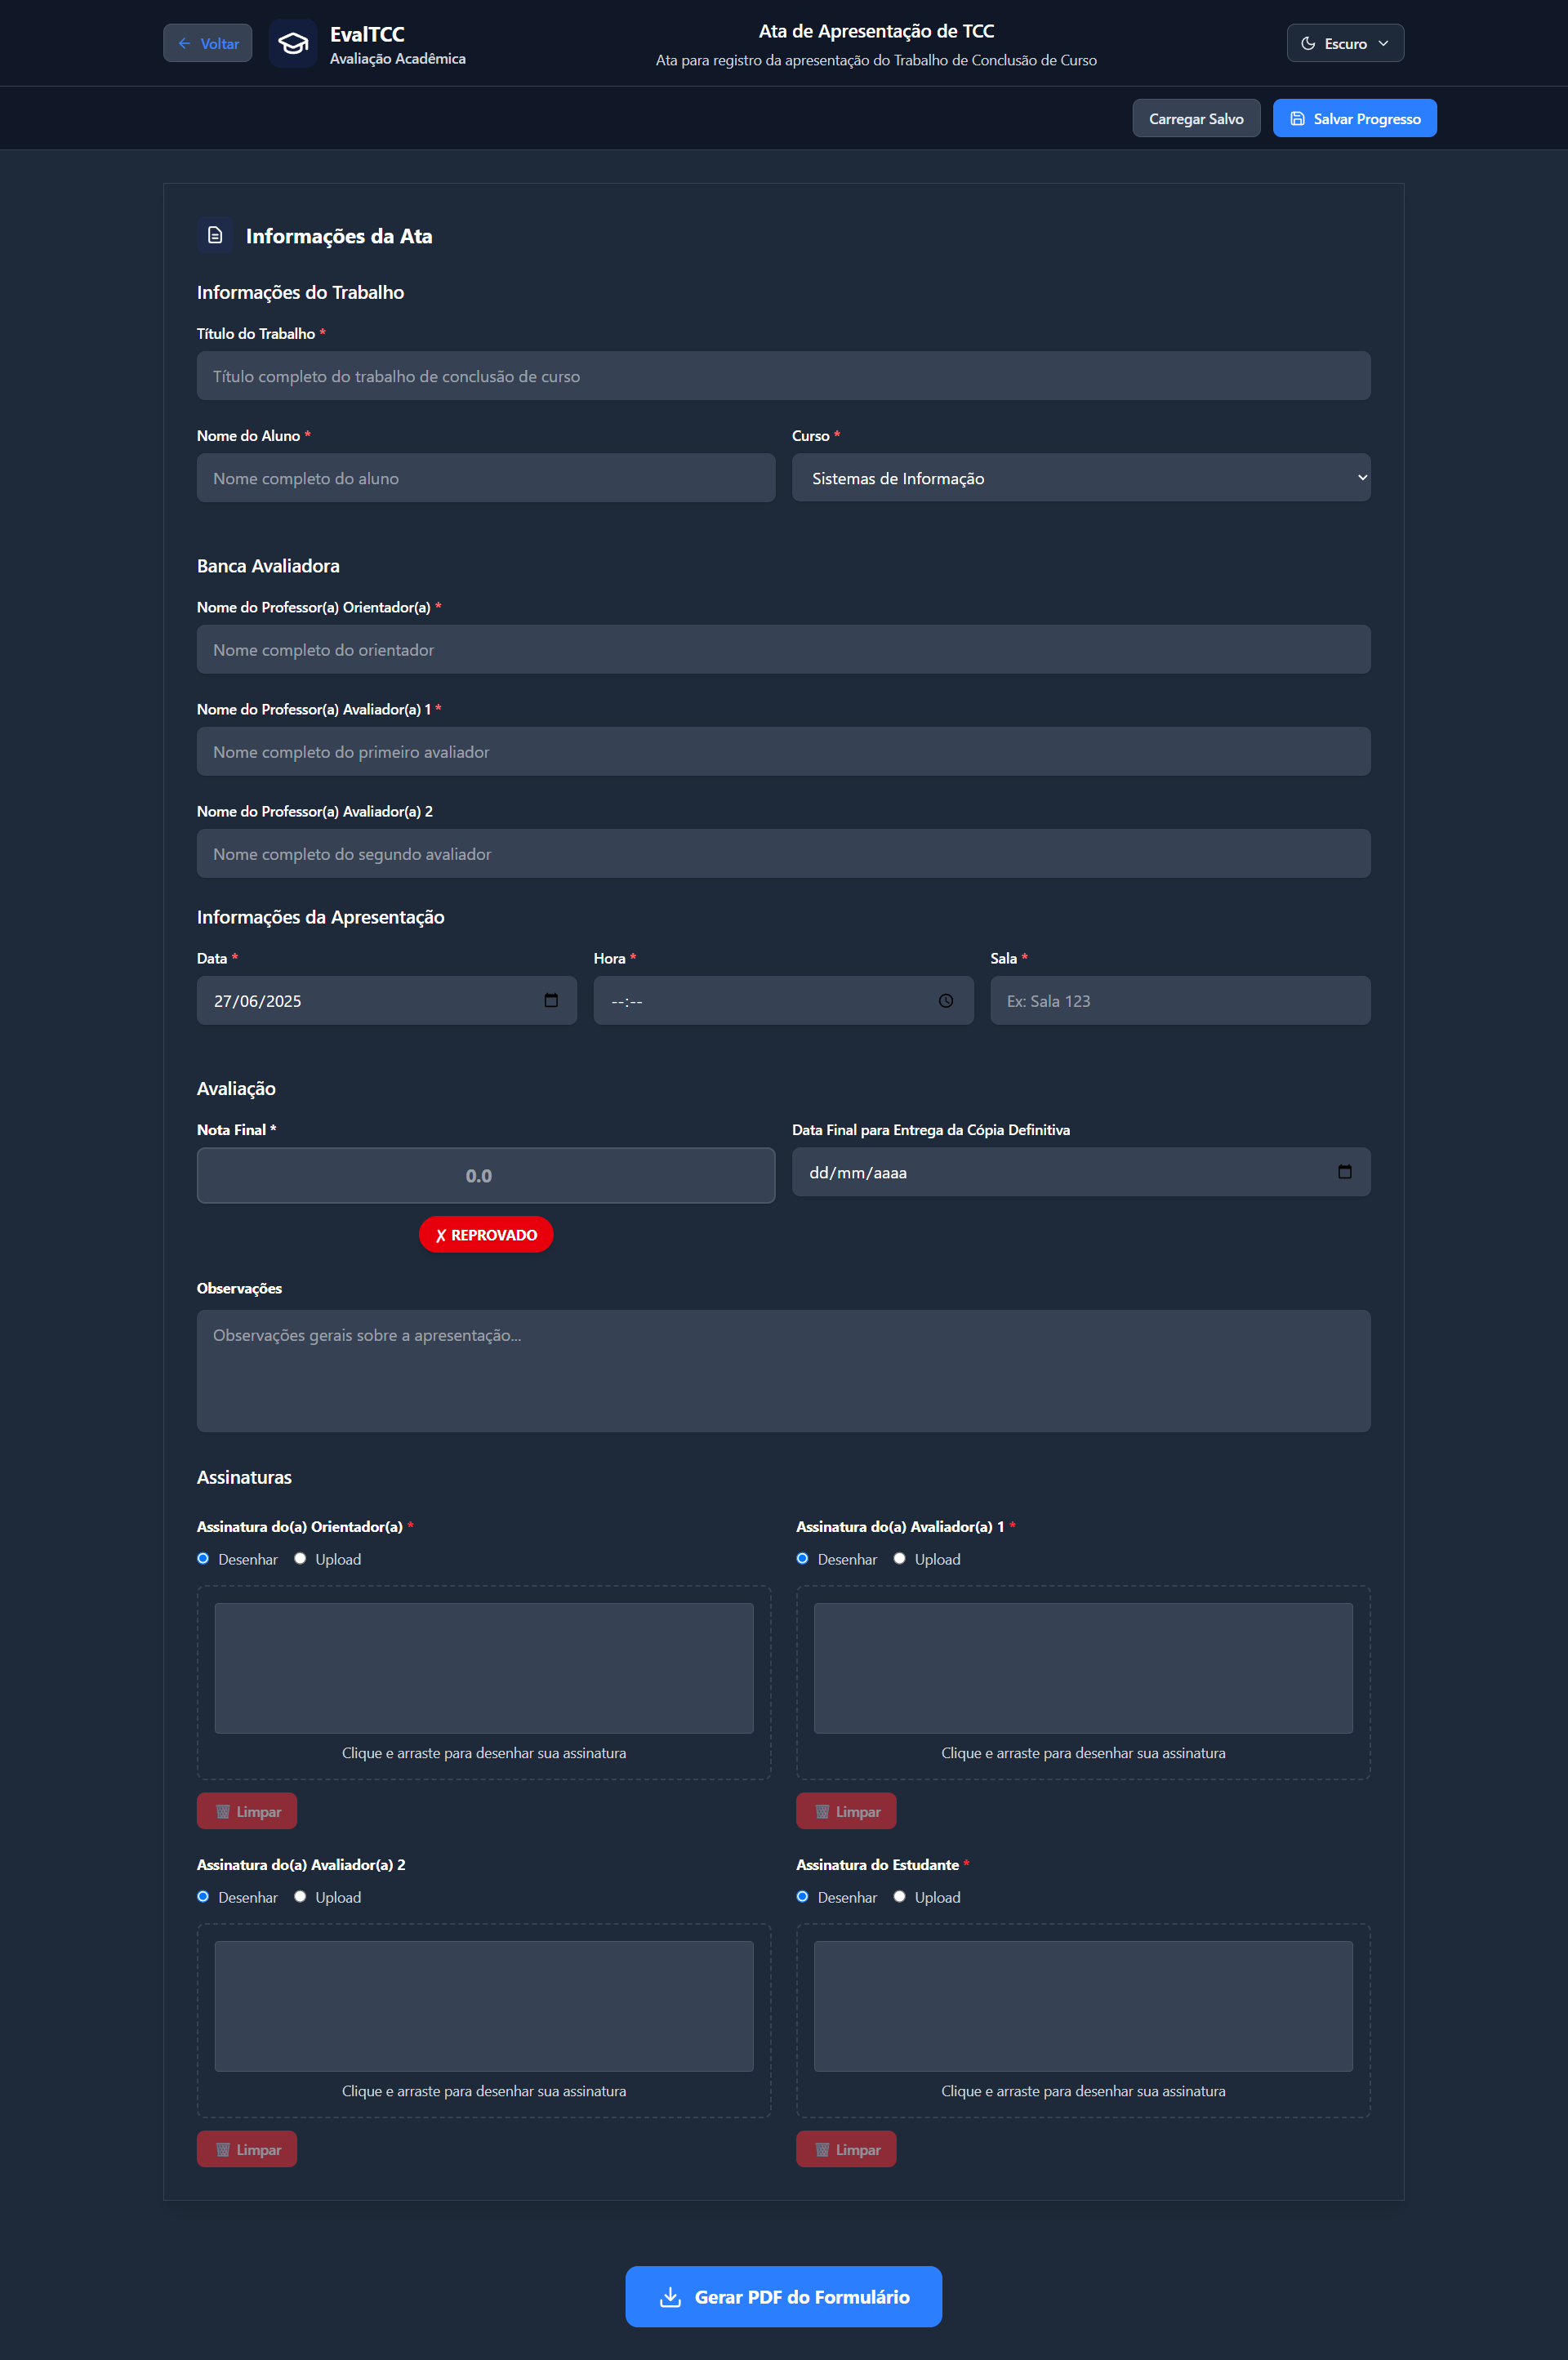 Voltar
EvalTCC
Avaliação Acadêmica
Ata de Apresentação de TCC
Ata para registro da apresentação do Trabalho de Conclusão de Curso
Escuro
Carregar Salvo
Salvar Progresso
Informações da Ata
Informações do Trabalho
Título do Trabalho *
Título completo do trabalho de conclusão de curso
Nome do Aluno *
Nome completo do aluno
Curso *
Sistemas de Informação
Banca Avaliadora
Nome do Professor(a) Orientador(a) *
Nome completo do orientador
Nome do Professor(a) Avaliador(a) 1 *
Nome completo do primeiro avaliador
Nome do Professor(a) Avaliador(a) 2
Nome completo do segundo avaliador
Informações da Apresentação
Data *
27/06/2025
Hora *
--:--
Sala *
Ex: Sala 123
Avaliação
Nota Final *
0.0
✗ REPROVADO
Data Final para Entrega da Cópia Definitiva
dd/mm/aaaa
Observações
Observações gerais sobre a apresentação...
Assinaturas
Assinatura do(a) Orientador(a) *
Desenhar Upload
Clique e arraste para desenhar sua assinatura
Limpar
Assinatura do(a) Avaliador(a) 1 *
Desenhar Upload
Clique e arraste para desenhar sua assinatura
Limpar
Assinatura do(a) Avaliador(a) 2
Desenhar Upload
Clique e arraste para desenhar sua assinatura
Limpar
Assinatura do Estudante *
Desenhar Upload
Clique e arraste para desenhar sua assinatura
Limpar
Gerar PDF do Formulário